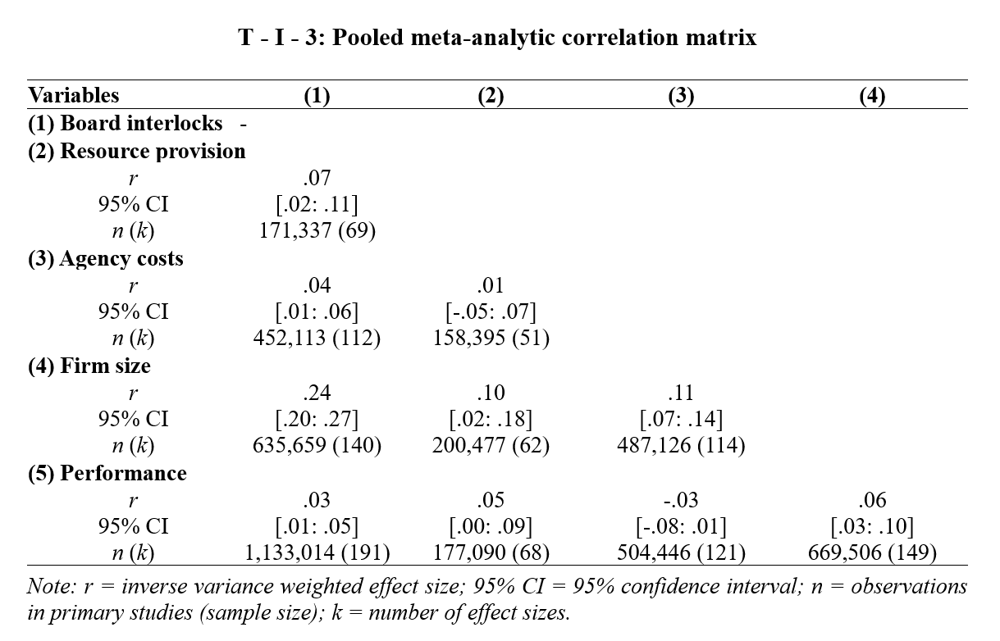 T - I - 3: Pooled meta-analytic correlation matrix
Variables (1) (2) (3) (4)
(1) Board interlocks -
(2) Resource provision
r .07
95% CI [.02: .11]
n (k) 171,337 (69)
(3) Agency costs
r .04 .01
95% CI [.01: .06] [-.05: .07]
n (k) 452,113 (112) 158,395 (51)
(4) Firm size
r .24 .10 .11
95% CI [.20: .27] [.02: .18] [.07: .14]
n (k) 635,659 (140) 200,477 (62) 487,126 (114)
(5) Performance
r .03 .05 -.03 .06
95% CI [.01: .05] [.00: .09] [-.08: .01] [.03: .10]
n (k) 1,133,014 (191) 177,090 (68) 504,446 (121) 669,506 (149)
Note: r = inverse variance weighted effect size; 95% CI = 95% confidence interval; n = observations
in primary studies (sample size); k = number of effect sizes.